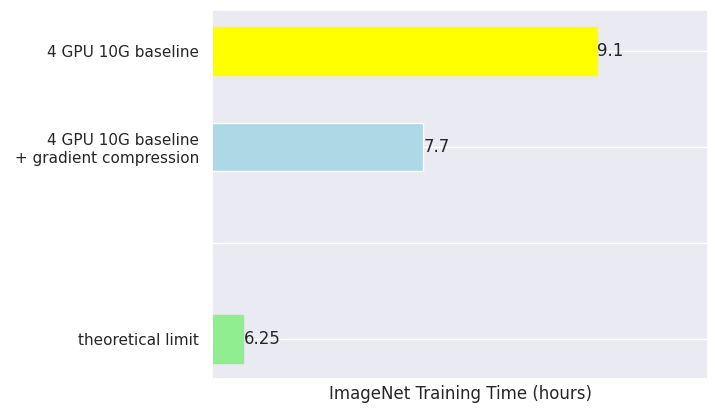 4 GPU 10G baseline
9.1
4 GPU 10G baseline
+ gradient compression
7.7
theoretical limit
6.25
ImageNet Training Time (hours)